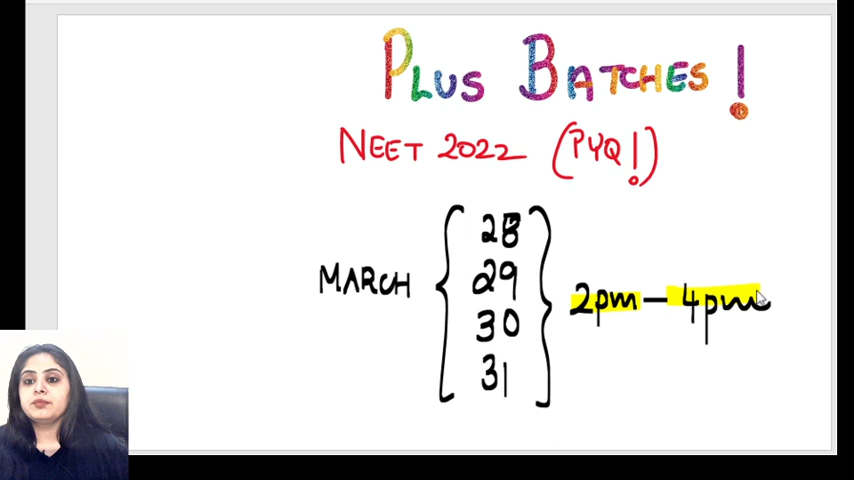 PLUS BATCHES!
NEET 2022 (PYQ!)
28
29
MARCH { } 2pm - 4pm
30
31